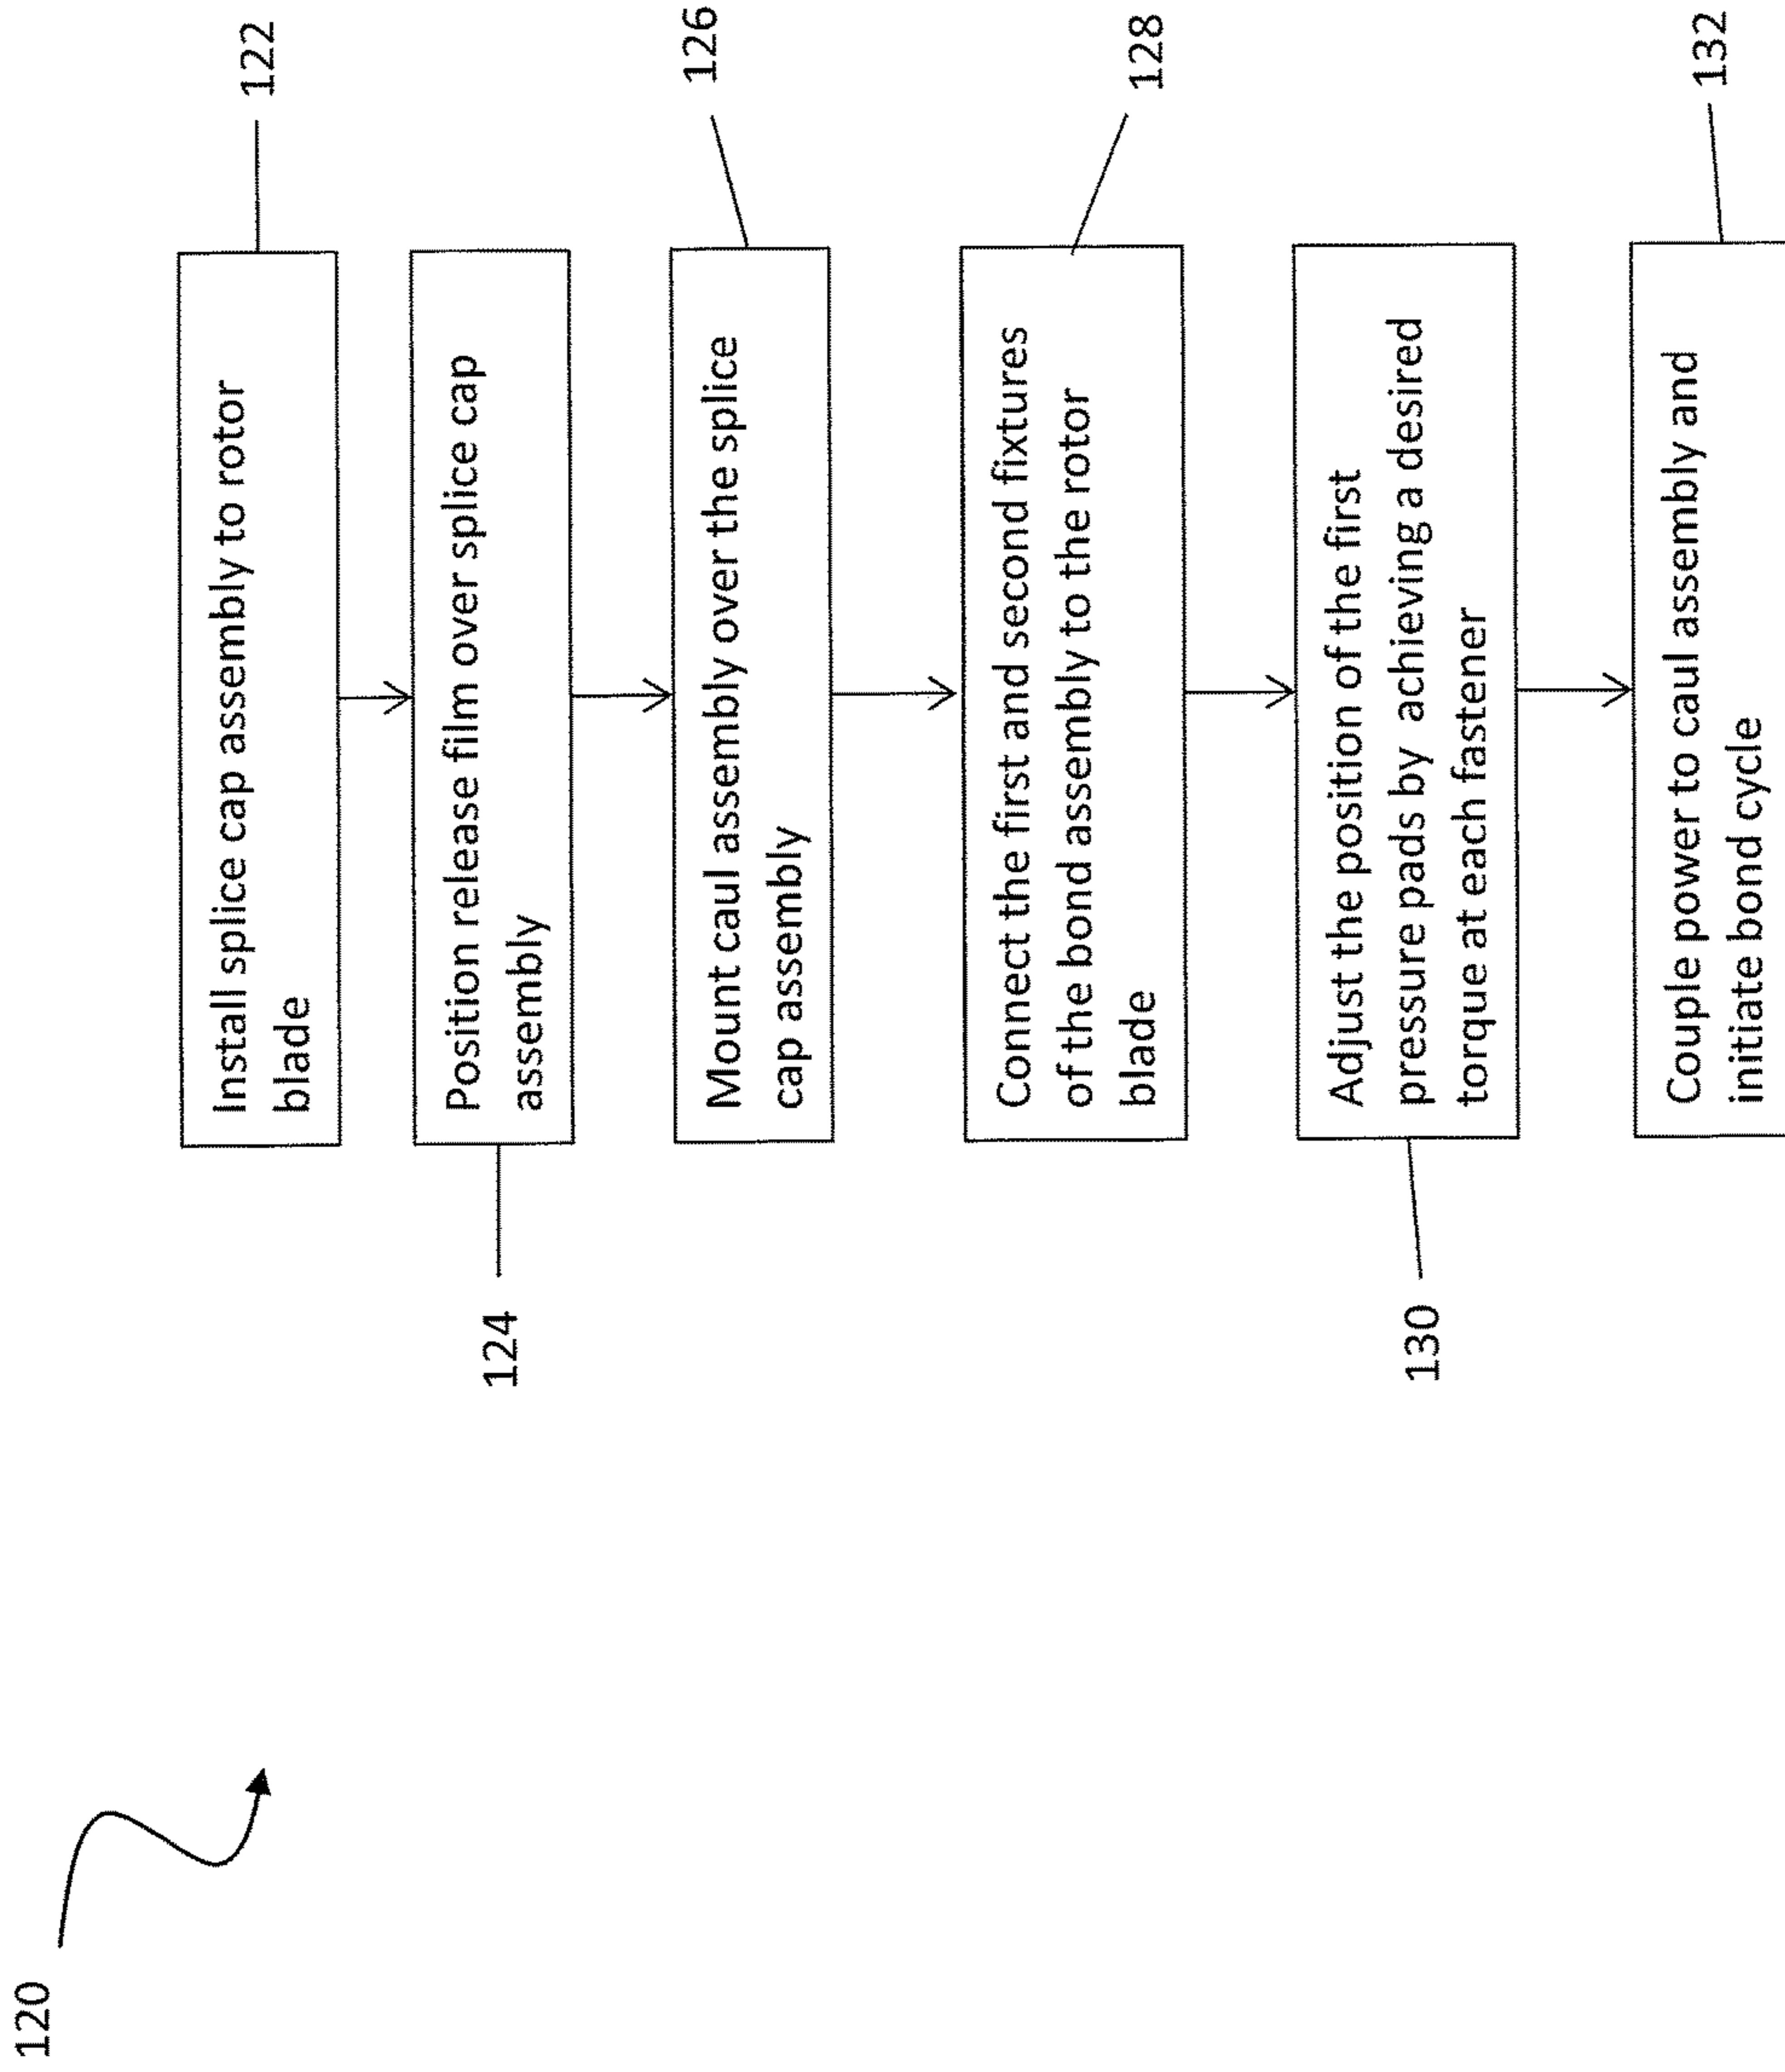 120
Install splice cap assembly to rotor
blade
122
Position release film over splice cap
assembly
124
Mount caul assembly over the splice
cap assembly
126
Connect the first and second fixtures
of the bond assembly to the rotor
blade
128
Adjust the position of the first
pressure pads by achieving a desired
torque at each fastener
130
Couple power to caul assembly and
initiate bond cycle
132